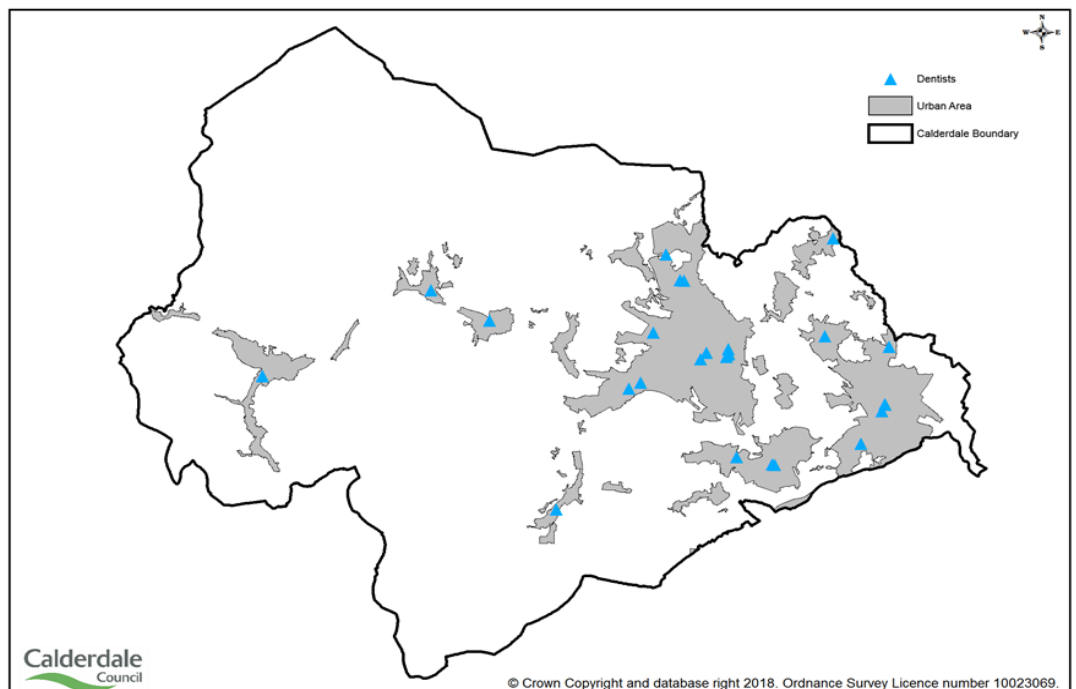 N
W E
S
Dentists
Urban Area
Calderdale Boundary
Calderdale
Council
© Crown Copyright and database right 2018. Ordnance Survey Licence number 10023069.